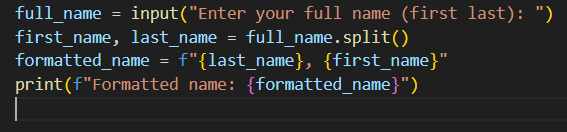 full_name = input("Enter your full name (first last): ")
first_name, last_name = full_name.split()
formatted_name = f"{last_name}, {first_name}"
print(f"Formatted name: {formatted_name}")